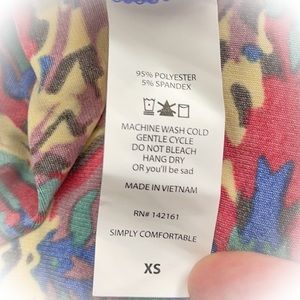 95% POLYESTER
5% SPANDEX
MACHINE WASH COLD
GENTLE CYCLE
DO NOT BLEACH
HANG DRY
OR you'll be sad
MADE IN VIETNAM
RN# 142161
SIMPLY COMFORTABLE
XS